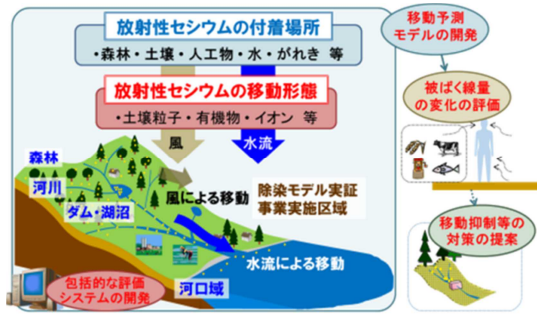 放射性セシウムの付着場所
・森林・土壌・人工物・水・がれき 等
放射性セシウムの移動形態
・土壌粒子・有機物・イオン 等
風
水流
森林
河川
ダム・湖沼
風による移動
除染モデル実証
事業実施区域
水流による移動
河口域
包括的な評価
システムの開発
移動予測
モデルの開発
被ばく線量
の変化の評価
移動抑制等の
対策の提案